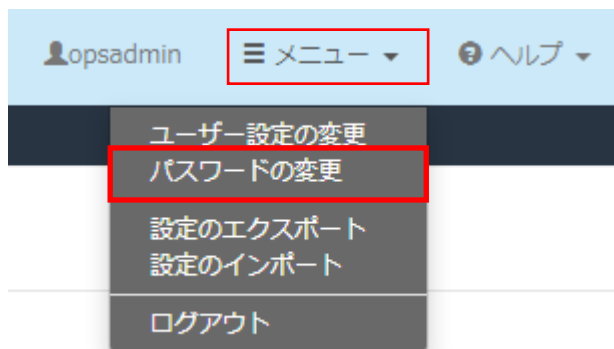 opsadmin メニュー ヘルプ
ユーザー設定の変更
パスワードの変更
設定のエクスポート
設定のインポート
ログアウト